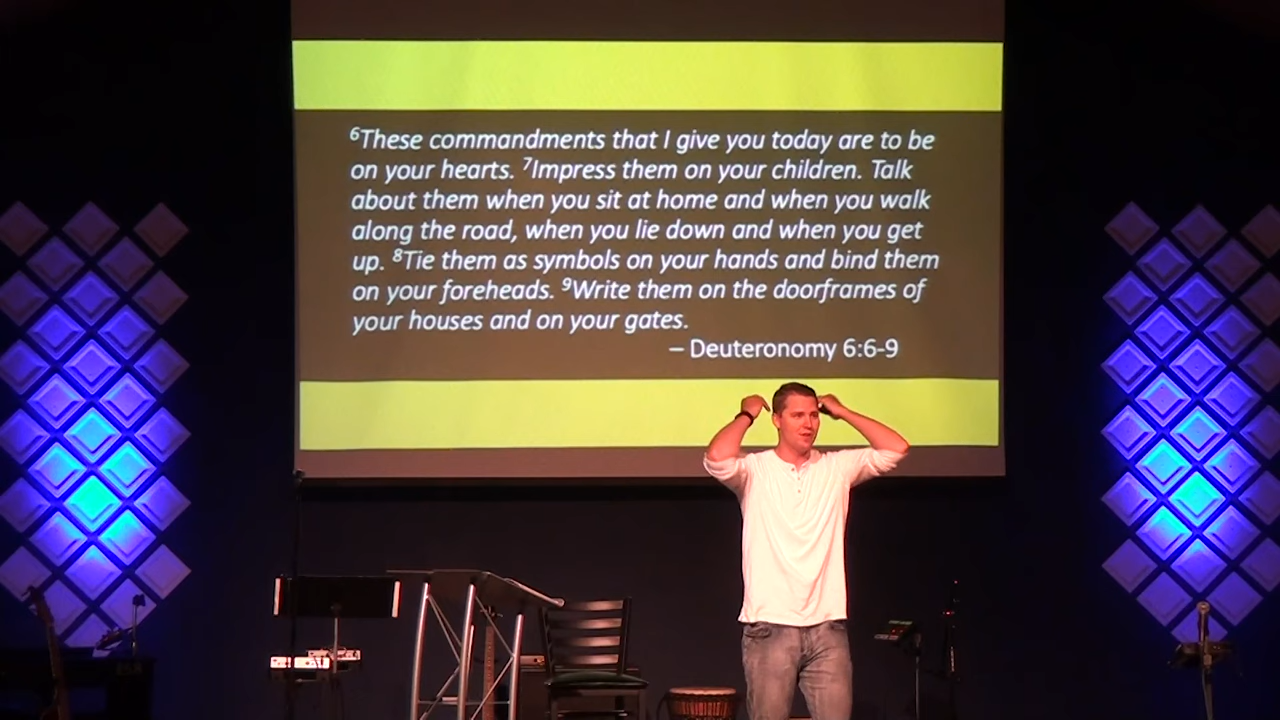 ⁶These commandments that I give you today are to be
on your hearts. ⁷Impress them on your children. Talk
about them when you sit at home and when you walk
along the road, when you lie down and when you get
up. ⁸Tie them as symbols on your hands and bind them
on your foreheads. ⁹Write them on the doorframes of
your houses and on your gates.
– Deuteronomy 6:6-9